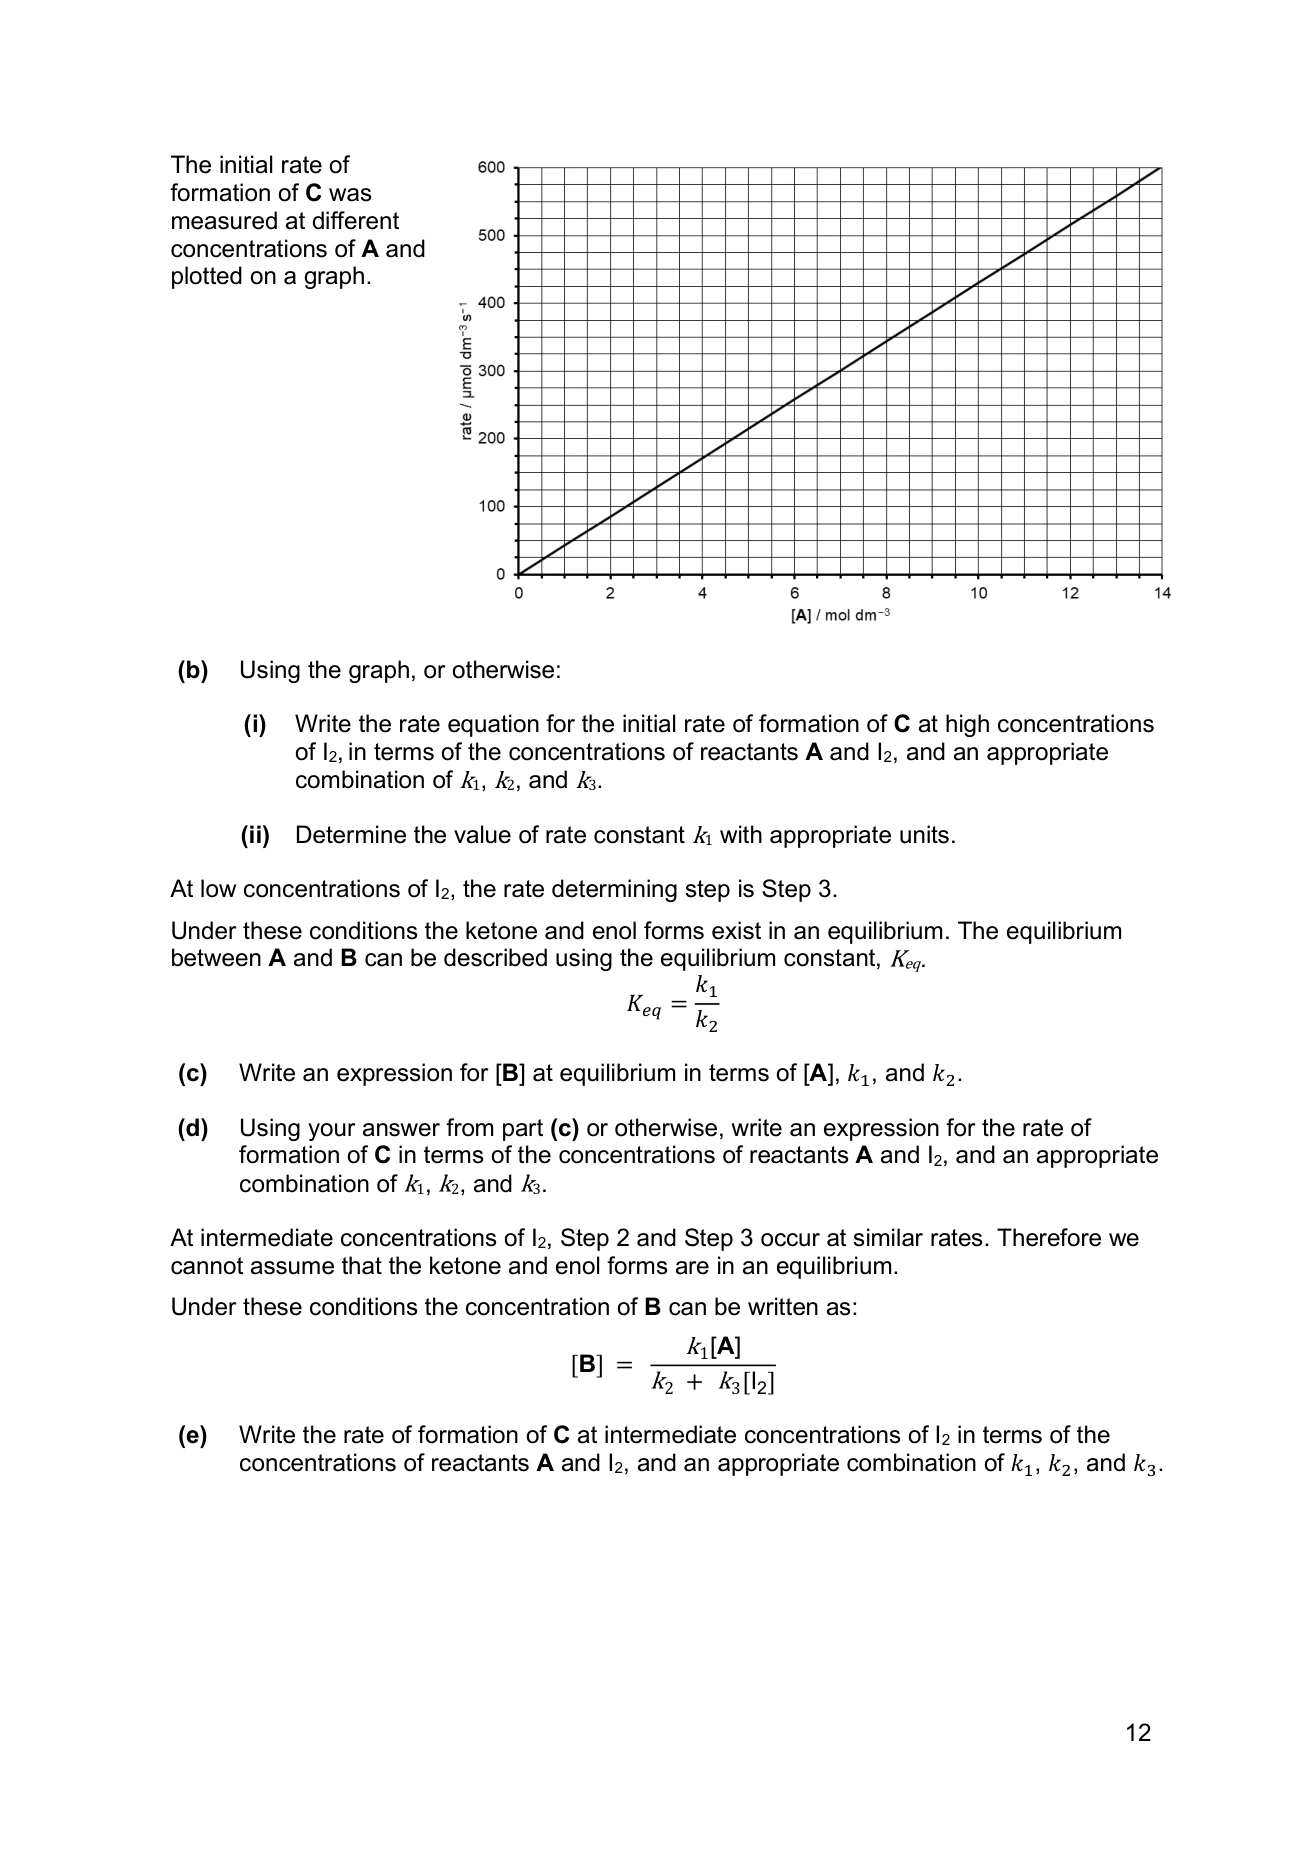 The initial rate of
formation of C was
measured at different
concentrations of A and
plotted on a graph.
600
500
400
300
200
100
0
rate / μmol dm⁻³ s⁻¹
0 2 4 6 8 10 12 14
[A] / mol dm⁻³
(b) Using the graph, or otherwise:
(i) Write the rate equation for the initial rate of formation of C at high concentrations
of I₂, in terms of the concentrations of reactants A and I₂, and an appropriate
combination of k₁, k₂, and k₃.
(ii) Determine the value of rate constant k₁ with appropriate units.
At low concentrations of I₂, the rate determining step is Step 3.
Under these conditions the ketone and enol forms exist in an equilibrium. The equilibrium
between A and B can be described using the equilibrium constant, Keq.
Keq = k₁ / k₂
(c) Write an expression for [B] at equilibrium in terms of [A], k₁, and k₂.
(d) Using your answer from part (c) or otherwise, write an expression for the rate of
formation of C in terms of the concentrations of reactants A and I₂, and an appropriate
combination of k₁, k₂, and k₃.
At intermediate concentrations of I₂, Step 2 and Step 3 occur at similar rates. Therefore we
cannot assume that the ketone and enol forms are in an equilibrium.
Under these conditions the concentration of B can be written as:
[B] = k₁[A] / k₂ + k₃[I₂]
(e) Write the rate of formation of C at intermediate concentrations of I₂ in terms of the
concentrations of reactants A and I₂, and an appropriate combination of k₁, k₂, and k₃.
12